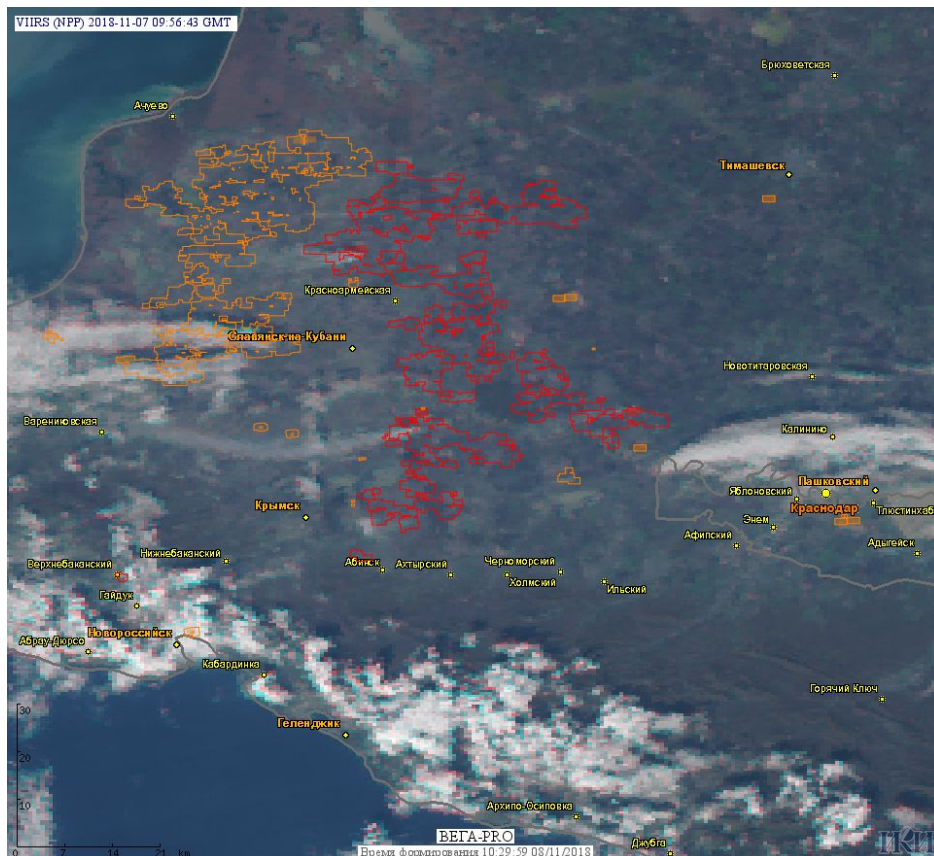 VIIRS (NPP) 2018-11-07 09:56:43 GMT
Брюховецкая
Ачуево
Тимашевск
Красноармейская
Славянск-на-Кубани
Новотитаровская
Варениковская
Калинино
Пашковский
Яблоновский
Краснодар
Тлюстинхабль
Крымск
Энем
Афипский
Адыгейск
Нижнебаканский
Верхнебаканский
Абинск
Ахтырский
Черноморский
Холмский
Ильский
Гайдук
Новороссийск
Абрау-Дюрсо
Кабардинка
Горячий Ключ
30
Геленджик
20
10
Архипо-Осиповка
ВЕГА-PRO
ИКИ
Джубга
0 7 14 21 km
Время формирования 10:29:59 08/11/2018